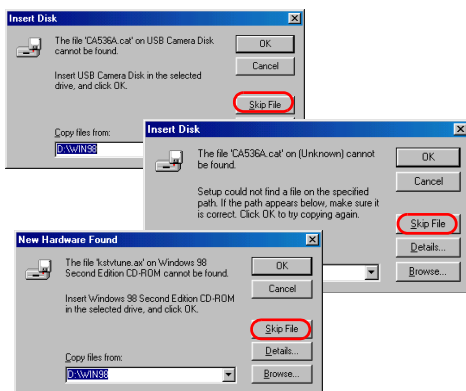 Insert Disk
The file 'CA536A.cat' on USB Camera Disk
cannot be found.
Insert USB Camera Disk in the selected
drive, and click OK.
OK
Cancel
Skip File
Copy files from:
D:\WIN98
Insert Disk
The file 'CA536A.cat' on (Unknown) cannot
be found.
Setup could not find a file on the specified
path. If the path appears below, make sure it
is correct. Click OK to try copying again.
OK
Cancel
Skip File
Details...
Browse...
New Hardware Found
The file 'kstvtune.ax' on Windows 98
Second Edition CD-ROM cannot be found.
Insert Windows 98 Second Edition CD-ROM
in the selected drive, and click OK.
OK
Cancel
Skip File
Details...
Browse...
Copy files from:
D:\WIN98